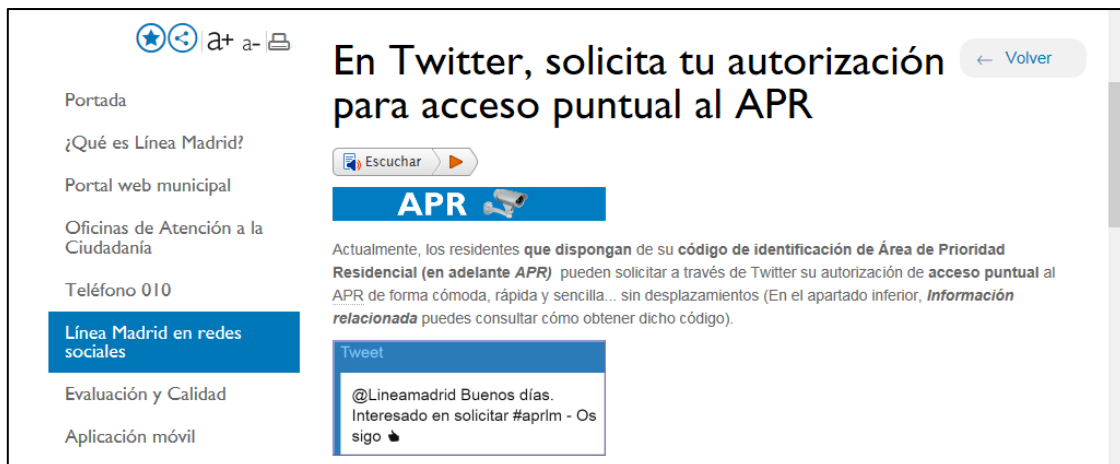 a+ a-
Portada
¿Qué es Línea Madrid?
Portal web municipal
Oficinas de Atención a la
Ciudadanía
Teléfono 010
Línea Madrid en redes
sociales
Evaluación y Calidad
Aplicación móvil
En Twitter, solicita tu autorización
para acceso puntual al APR
← Volver
Escuchar
APR
Actualmente, los residentes que dispongan de su código de identificación de Área de Prioridad
Residencial (en adelante APR) pueden solicitar a través de Twitter su autorización de acceso puntual al
APR de forma cómoda, rápida y sencilla... sin desplazamientos (En el apartado inferior, Información
relacionada puedes consultar cómo obtener dicho código).
Tweet
@Lineamadrid Buenos días.
Interesado en solicitar #aprlm - Os
sigo